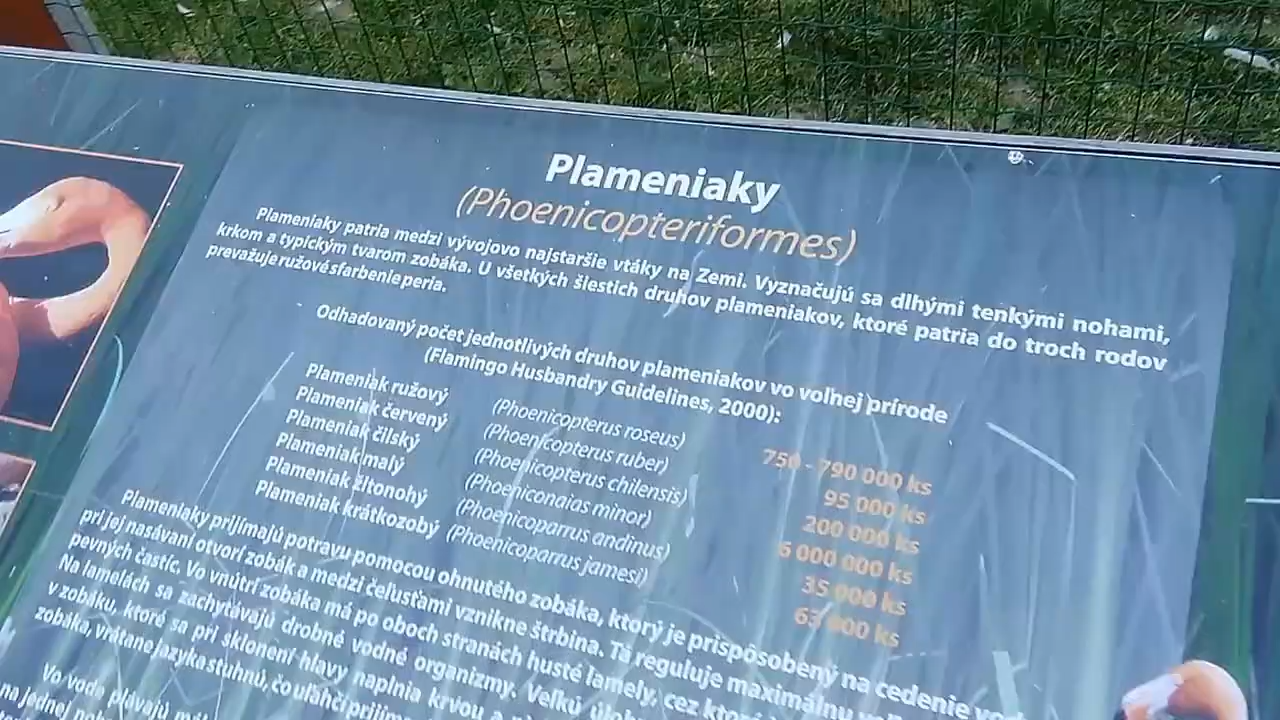 Plameniaky
(Phoenicopteriformes)
Plameniaky patria medzi vývojovo najstaršie vtáky na Zemi. Vyznačujú sa dlhými tenkými nohami,
krkom a typickým tvarom zobáka. U všetkých šiestich druhov plameniakov, ktoré patria do troch rodov
prevažuje ružové sfarbenie peria.
Odhadovaný počet jednotlivých druhov plameniakov vo voľnej prírode
(Flamingo Husbandry Guidelines, 2000):
Plameniak ružový (Phoenicopterus roseus) 750 - 790 000 ks
Plameniak červený (Phoenicopterus ruber) 95 000 ks
Plameniak čilský (Phoenicopterus chilensis) 200 000 ks
Plameniak malý (Phoeniconaias minor) 6 000 000 ks
Plameniak žltonohý (Phoenicoparrus andinus) 35 000 ks
Plameniak krátkozobý (Phoenicoparrus jamesi) 63 000 ks
Plameniaky prijímajú potravu pomocou ohnutého zobáka, ktorý je prispôsobený na cedenie
pri jej nasávaní otvorí zobák a medzi čelusťami vznikne štrbina. Tá reguluje maximálnu
pevných častíc. Vo vnútri zobáka má po oboch stranách husté lamely, cez ktoré
Na lamelách sa zachytávajú drobné vodné organizmy. Veľkú
v zobáku, ktoré sa pri sklonení hlavy naplnia krvou a
zobáka, vrátane jazyka stuhnú, čo uľahčí
Vo vode plávajú
na jednej